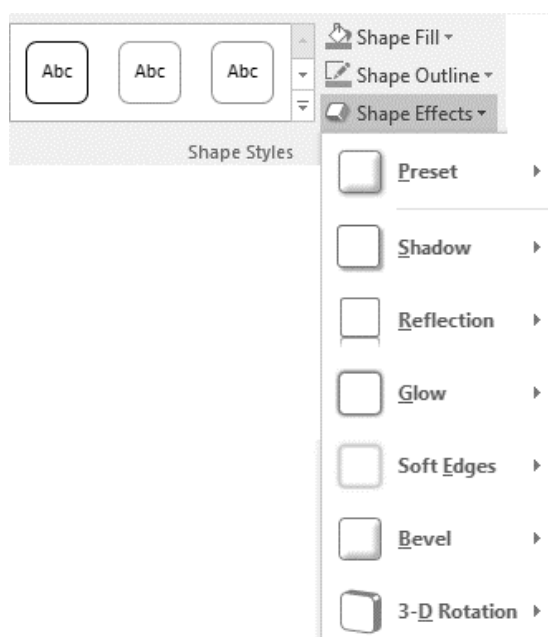 Abc Abc Abc
Shape Fill
Shape Outline
Shape Effects
Shape Styles
Preset
Shadow
Reflection
Glow
Soft Edges
Bevel
3-D Rotation